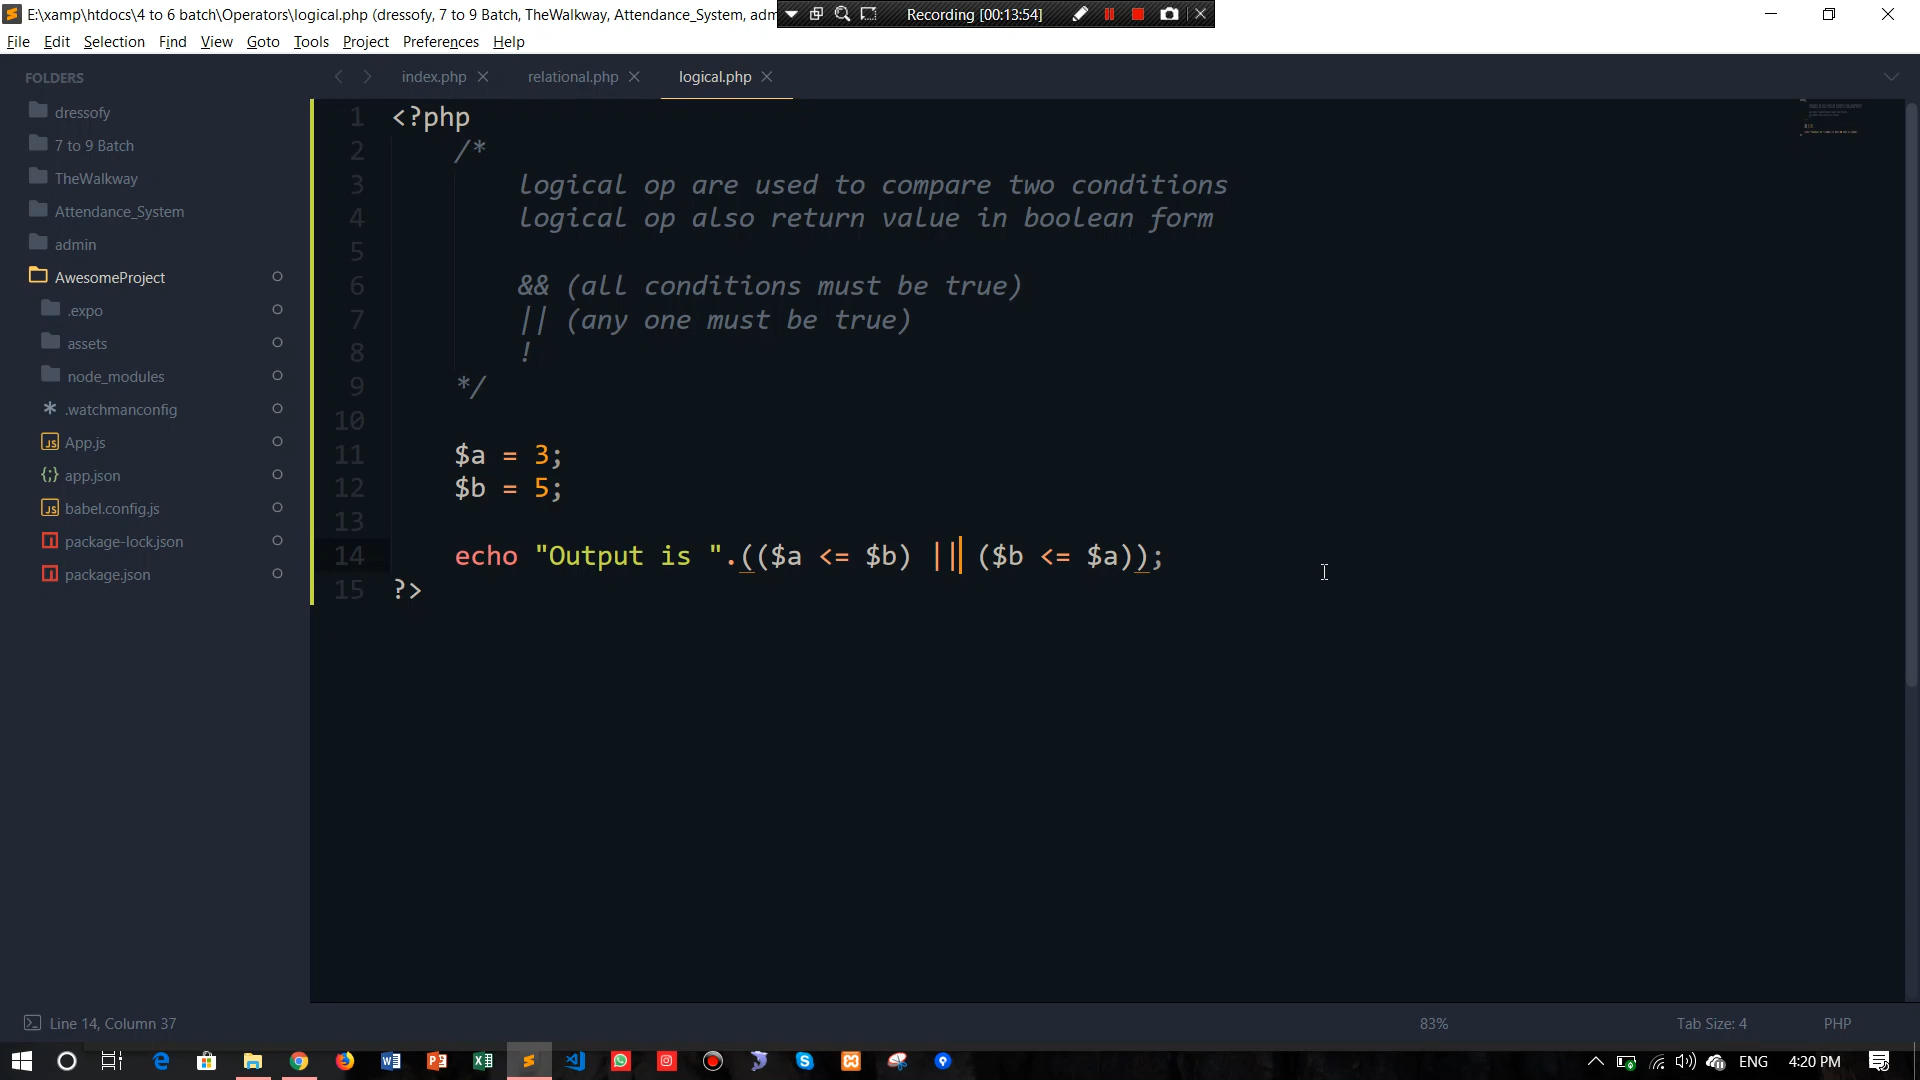 E:\xamp\htdocs\4 to 6 batch\Operators\logical.php (dressofy, 7 to 9 Batch, TheWalkway, Attendance_System, adm
Recording [00:13:54]
File Edit Selection Find View Goto Tools Project Preferences Help
FOLDERS
dressofy
7 to 9 Batch
TheWalkway
Attendance_System
admin
AwesomeProject
.expo
assets
node_modules
.watchmanconfig
JS App.js
{;} app.json
JS babel.config.js
package-lock.json
package.json
index.php relational.php logical.php
1 <?php
2 /*
3 logical op are used to compare two conditions
4 logical op also return value in boolean form
5
6 && (all conditions must be true)
7 || (any one must be true)
8 !
9 */
10
11 $a = 3;
12 $b = 5;
13
14 echo "Output is ".(($a <= $b) || ($b <= $a));
15 ?>
Line 14, Column 37 83% Tab Size: 4 PHP
ENG 4:20 PM